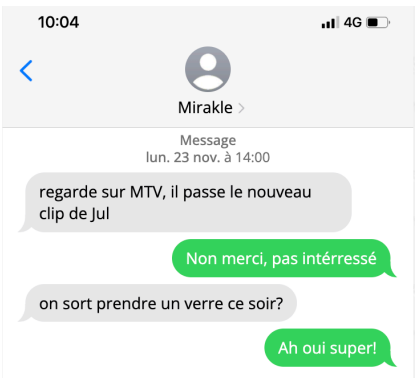 10:04
4G
Mirakle
Message
lun. 23 nov. à 14:00
regarde sur MTV, il passe le nouveau
clip de Jul
Non merci, pas intérressé
on sort prendre un verre ce soir?
Ah oui super!